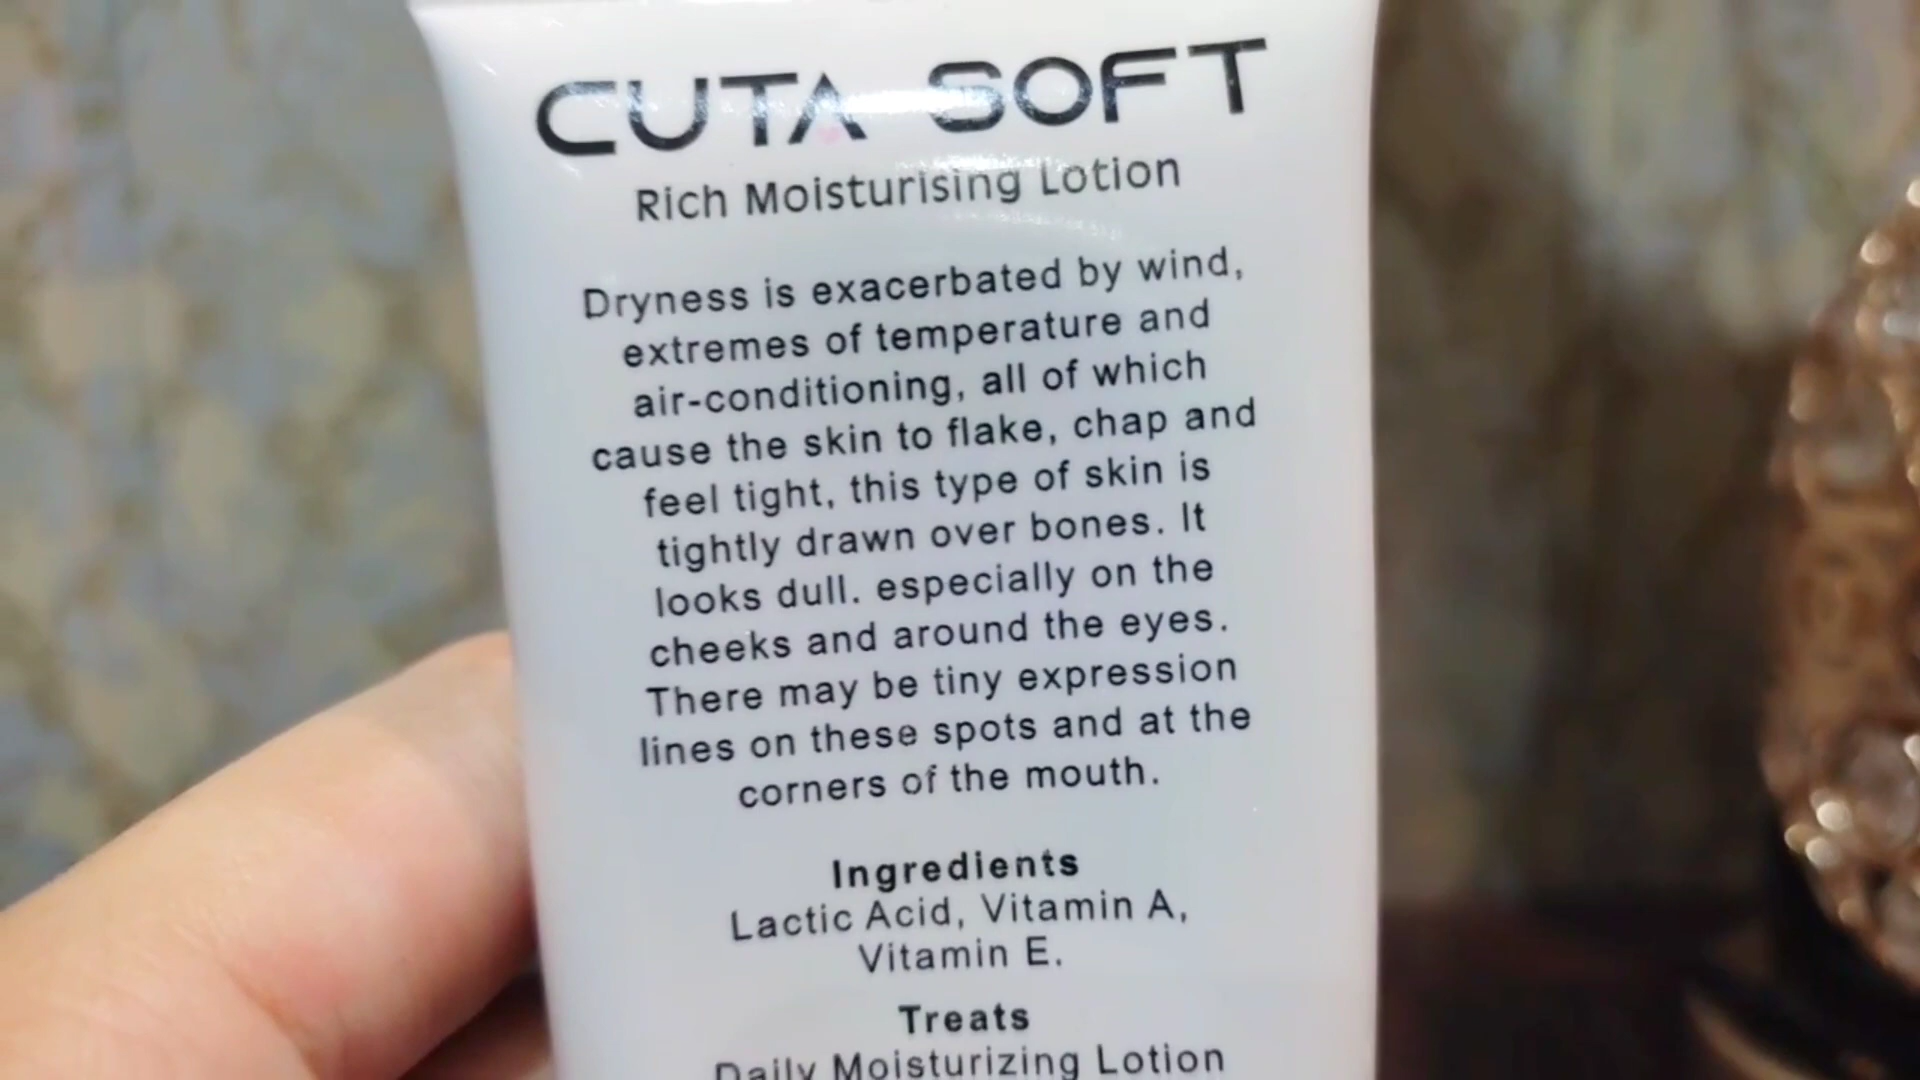 CUTA SOFT
Rich Moisturising Lotion
Dryness is exacerbated by wind,
extremes of temperature and
air-conditioning, all of which
cause the skin to flake, chap and
feel tight, this type of skin is
tightly drawn over bones. It
looks dull. especially on the
cheeks and around the eyes.
There may be tiny expression
lines on these spots and at the
corners of the mouth.
Ingredients
Lactic Acid, Vitamin A,
Vitamin E.
Treats
Daily Moisturizing Lotion